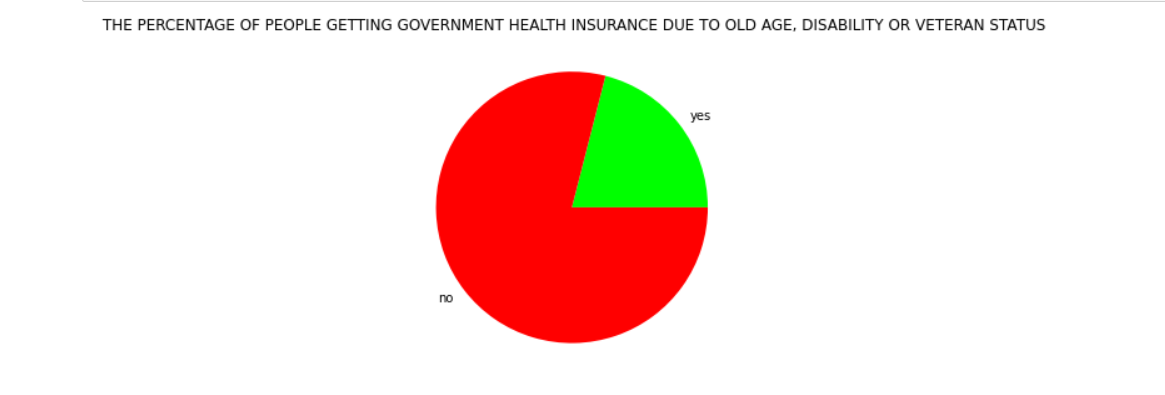 THE PERCENTAGE OF PEOPLE GETTING GOVERNMENT HEALTH INSURANCE DUE TO OLD AGE, DISABILITY OR VETERAN STATUS
yes
no